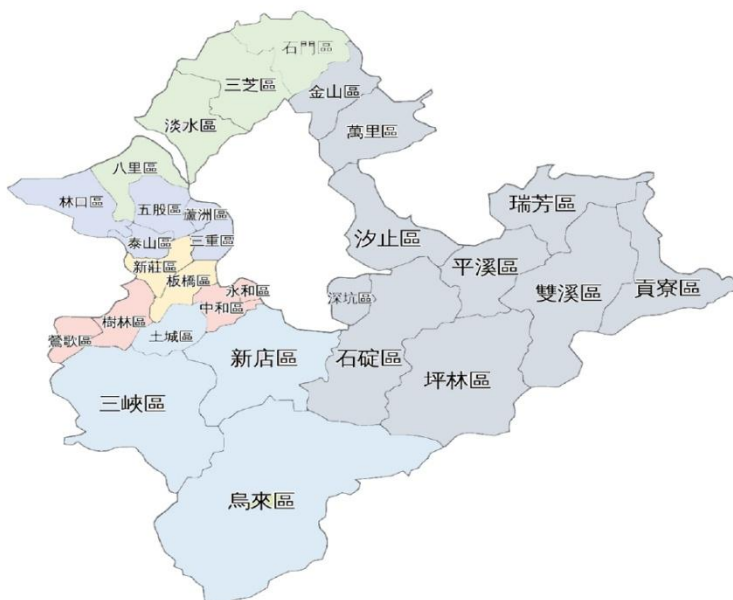 石門區
三芝區
金山區
萬里區
淡水區
八里區
林口區
五股區
蘆洲區
瑞芳區
汐止區
泰山區
三重區
平溪區
新莊區
板橋區
雙溪區
貢寮區
永和區
深坑區
中和區
樹林區
土城區
鶯歌區
新店區
石碇區
坪林區
三峽區
烏來區